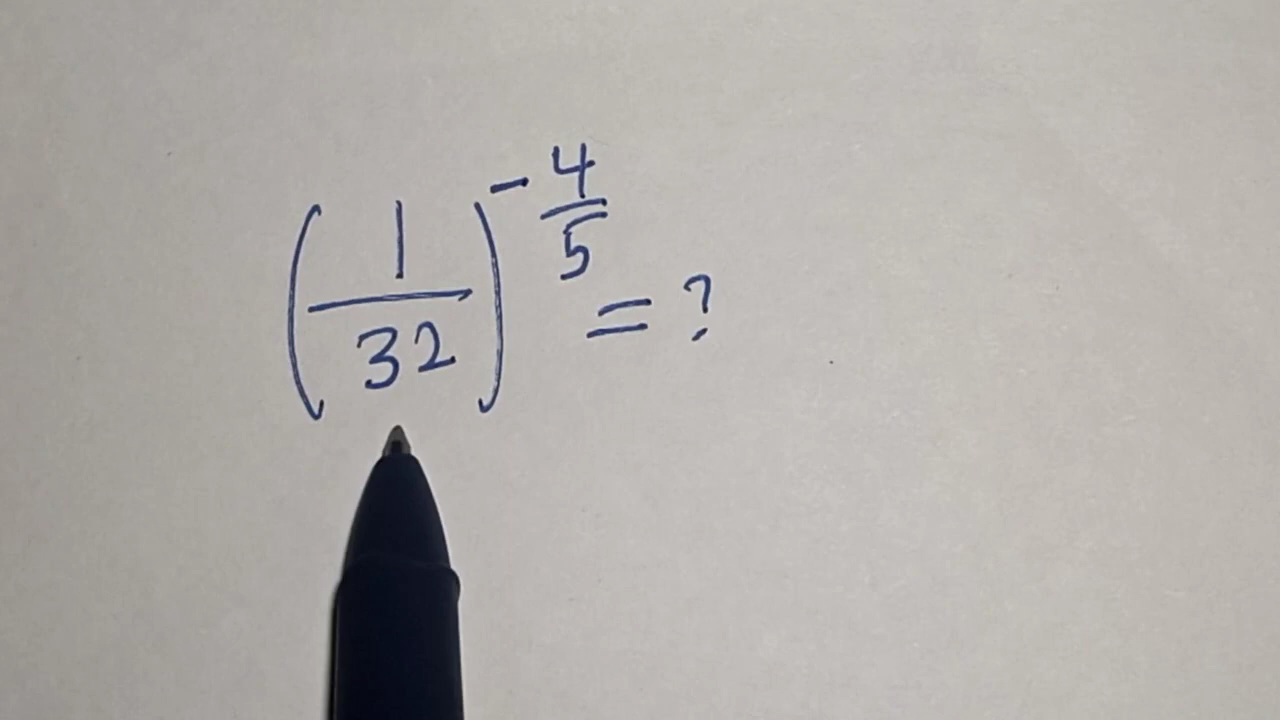 (1/32)^-4/5 = ?